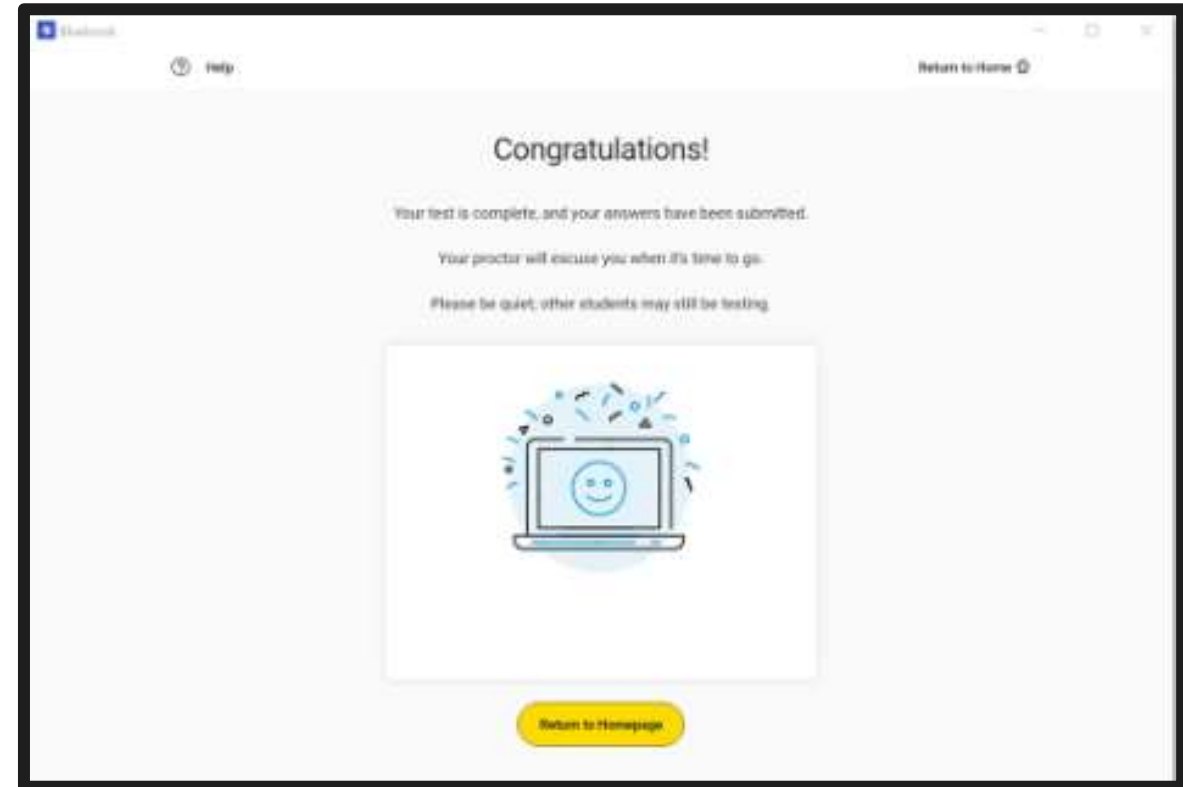 Bluebook
Help
Return to Home
Congratulations!
Your test is complete, and your answers have been submitted.
Your proctor will excuse you when it's time to go.
Please be quiet; other students may still be testing.
Return to Homepage